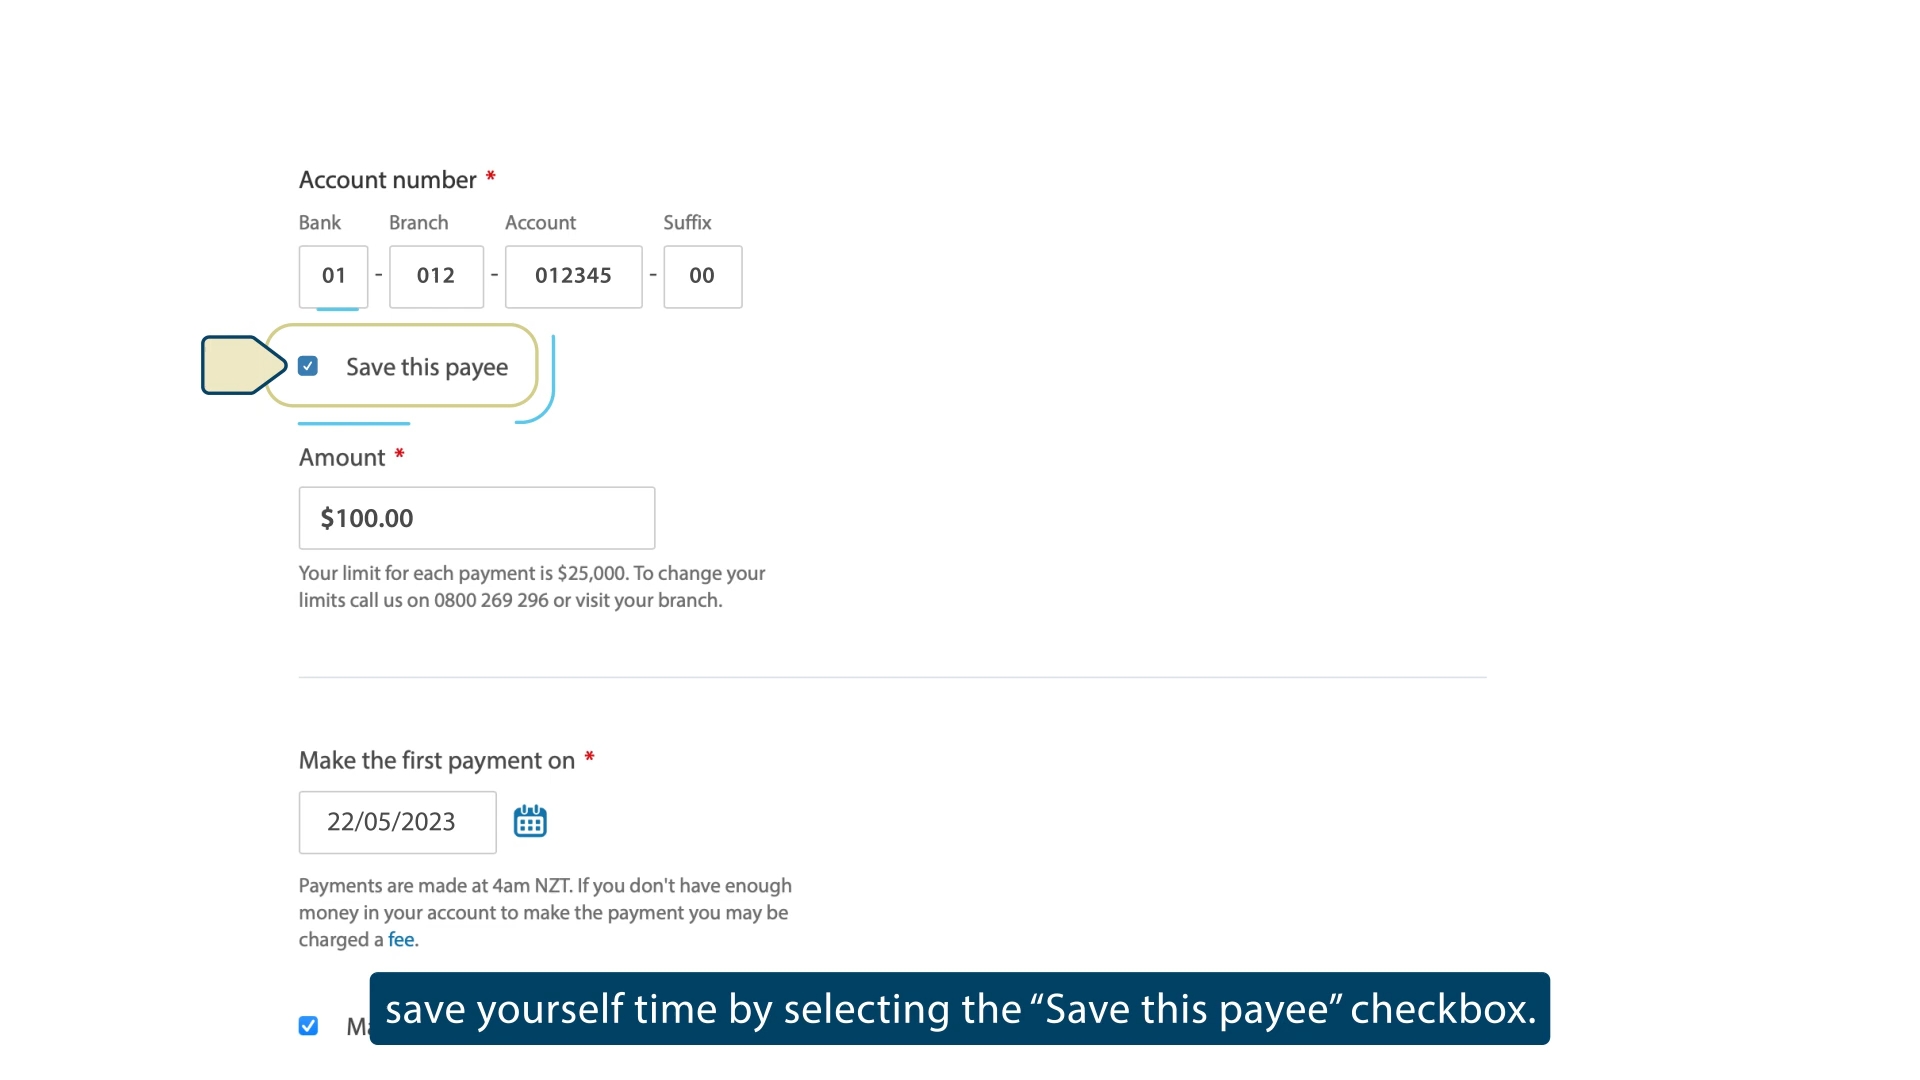 Account number *
Bank Branch Account Suffix
01 - 012 - 012345 - 00
Save this payee
Amount *
$100.00
Your limit for each payment is $25,000. To change your
limits call us on 0800 269 296 or visit your branch.
Make the first payment on *
22/05/2023
Payments are made at 4am NZT. If you don't have enough
money in your account to make the payment you may be
charged a fee.
save yourself time by selecting the “Save this payee” checkbox.